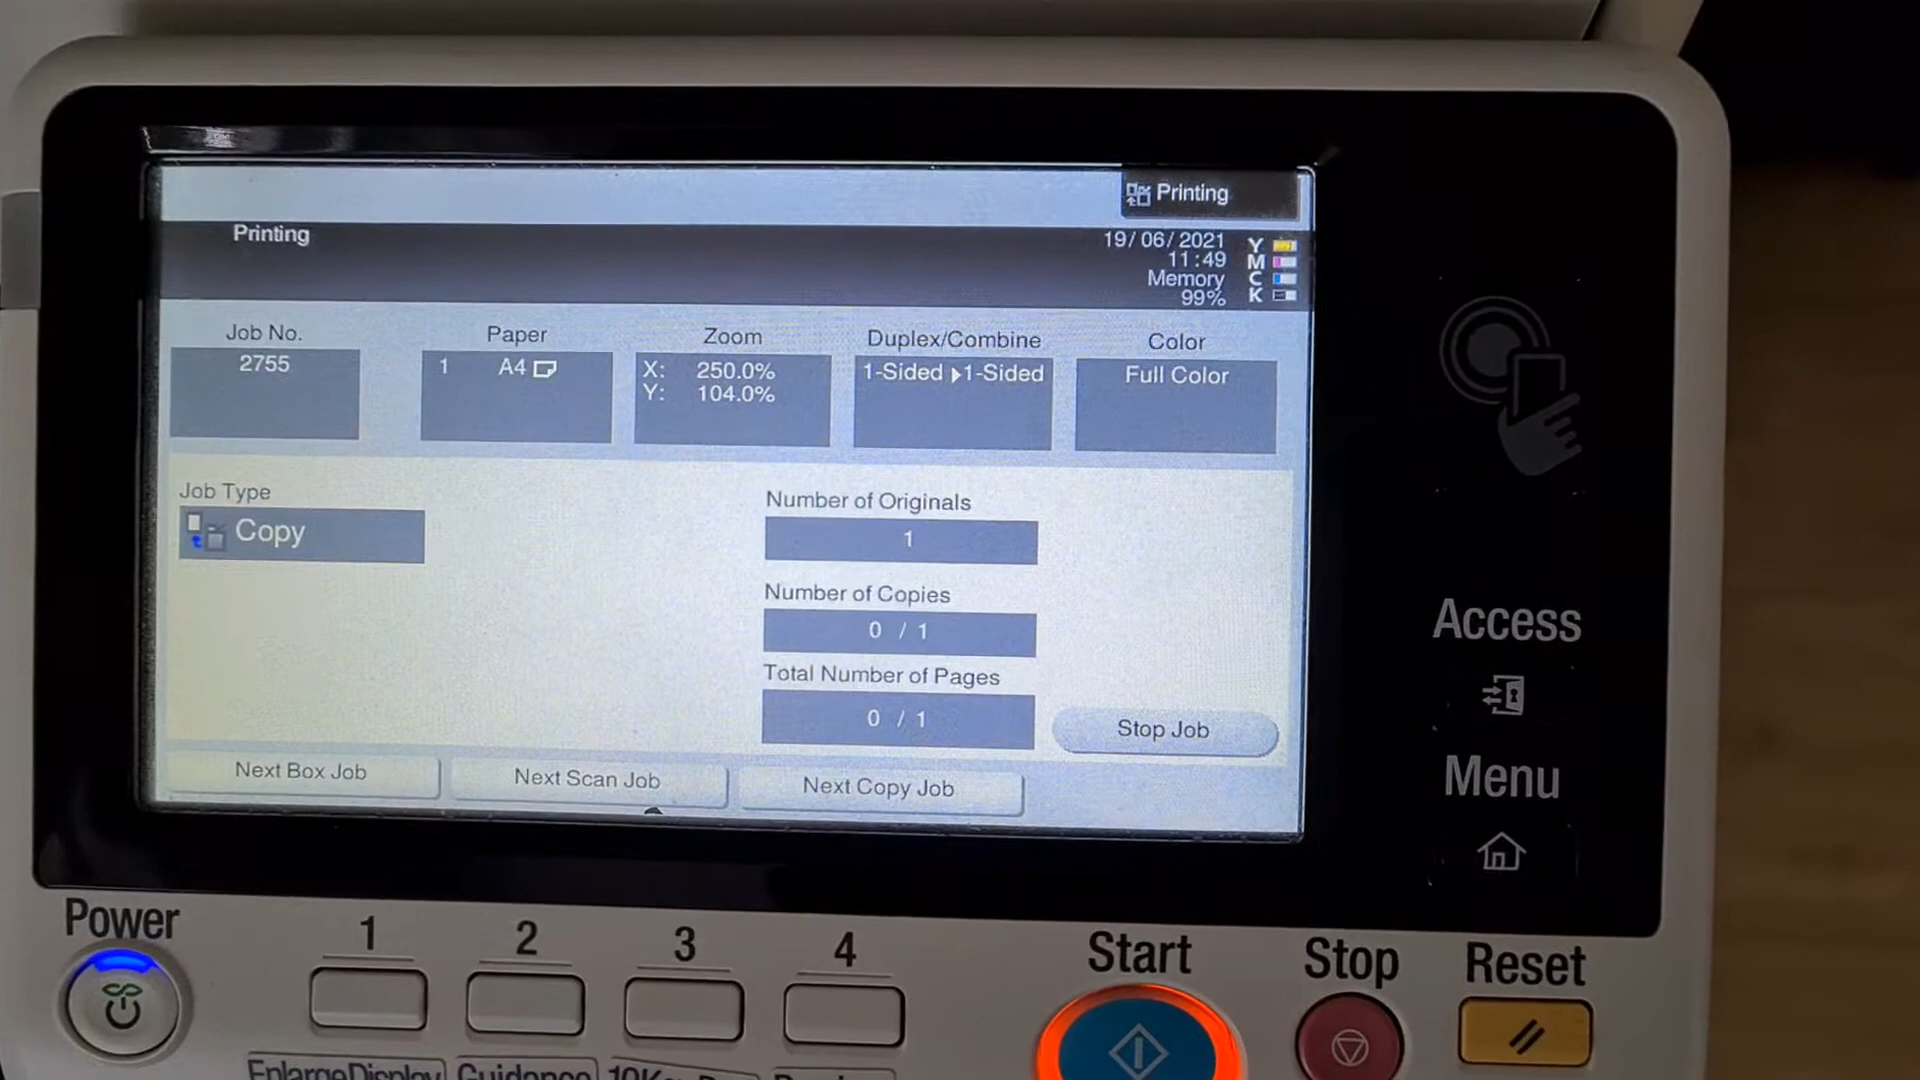 Printing
Printing
19/06/2021
11:49
Memory
99%
Y
M
C
K
Job No.
2755
Paper
1 A4
Zoom
X: 250.0%
Y: 104.0%
Duplex/Combine
1-Sided ▸1-Sided
Color
Full Color
Job Type
Copy
Number of Originals
1
Number of Copies
0 / 1
Total Number of Pages
0 / 1
Stop Job
Next Box Job
Next Scan Job
Next Copy Job
Access
Menu
Power
1
2
3
4
Start
Stop
Reset
EnlargeDisplay
Guidance